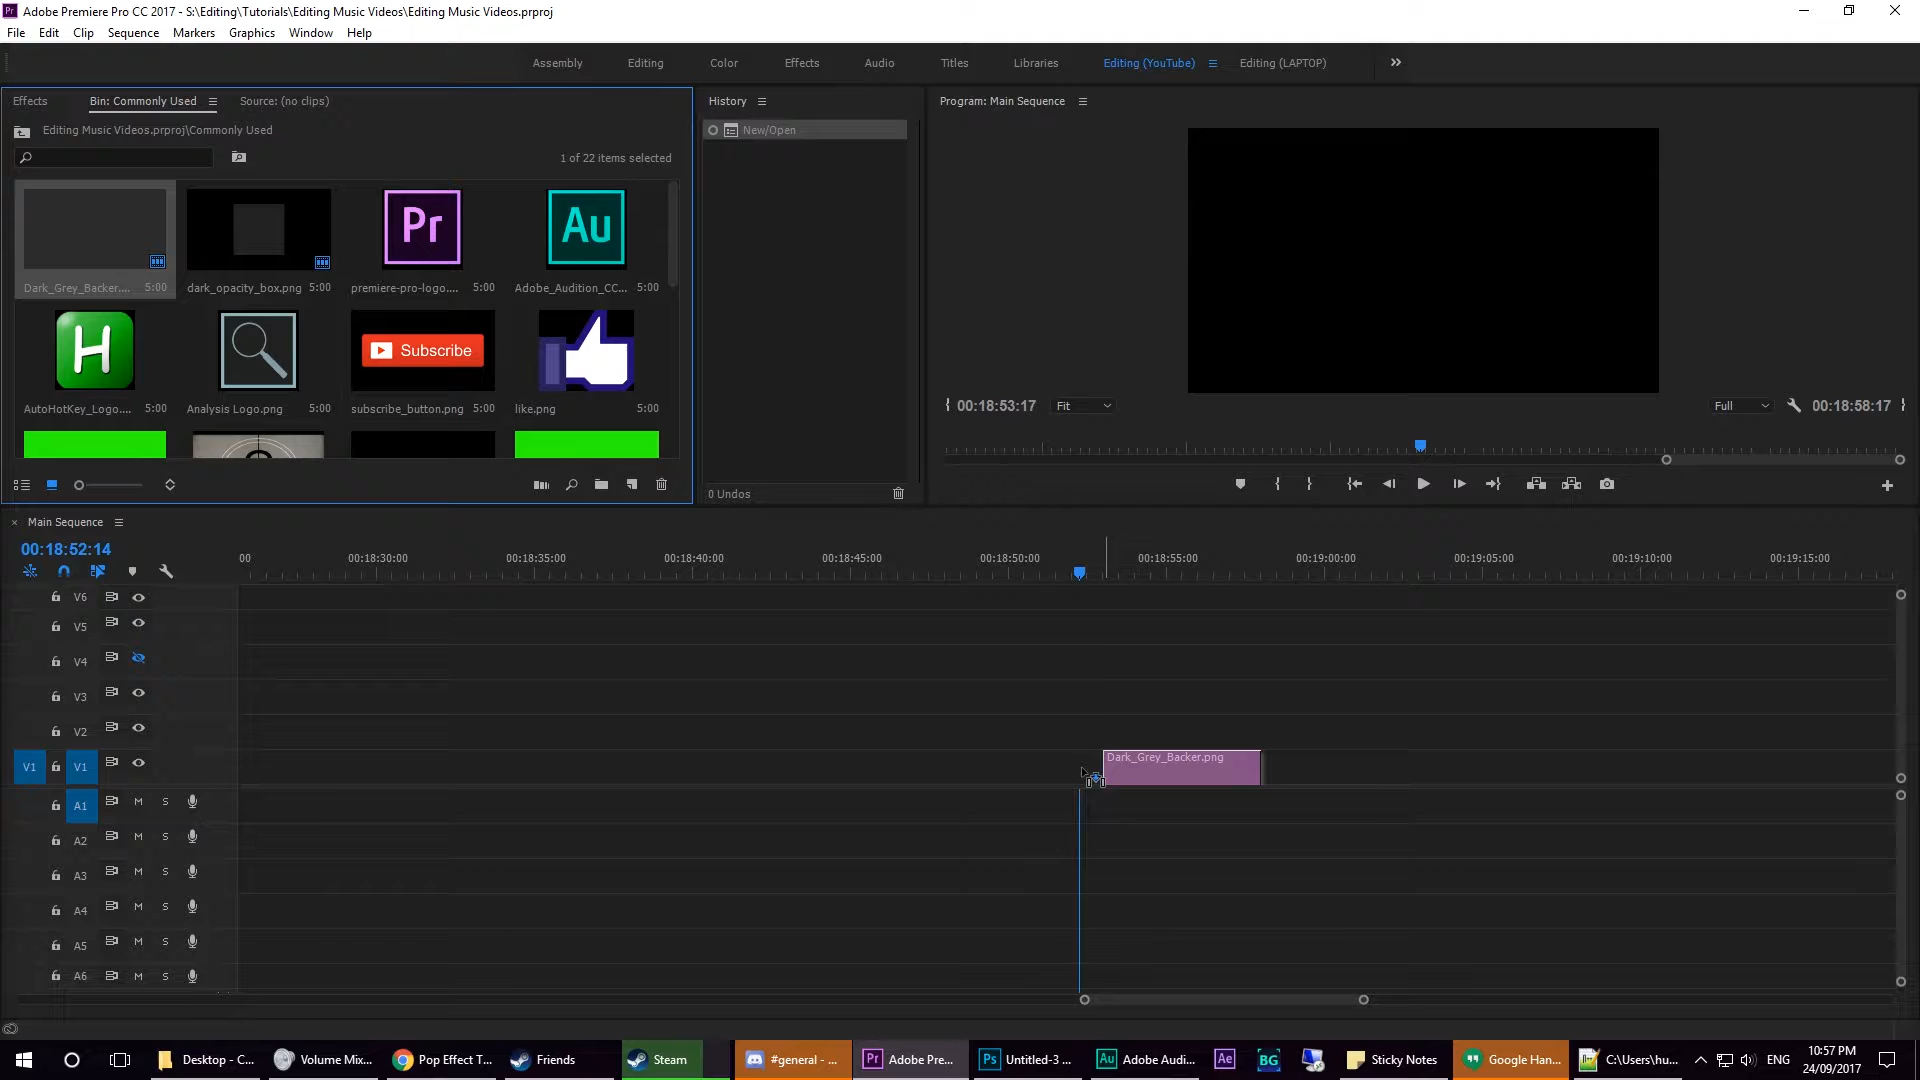 Adobe Premiere Pro CC 2017 - S:\Editing\Tutorials\Editing Music Videos\Editing Music Videos.prproj
File Edit Clip Sequence Markers Graphics Window Help
Assembly Editing Color Effects Audio Titles Libraries Editing (YouTube) Editing (LAPTOP)
Effects Bin: Commonly Used Source: (no clips) History Program: Main Sequence
Editing Music Videos.prproj\Commonly Used New/Open
1 of 22 items selected
Pr Au
Dark_Grey_Backer.... 5:00 dark_opacity_box.png 5:00 premiere-pro-logo.... 5:00 Adobe_Audition_CC... 5:00
H Subscribe
AutoHotKey_Logo.... 5:00 Analysis Logo.png 5:00 subscribe_button.png 5:00 like.png 5:00
00:18:53:17 Fit Full 00:18:58:17
0 Undos
Main Sequence
00:18:52:14
00 00:18:30:00 00:18:35:00 00:18:40:00 00:18:45:00 00:18:50:00 00:18:55:00 00:19:00:00 00:19:05:00 00:19:10:00 00:19:15:00
V6
V5
V4
V3
V2
V1 V1 Dark_Grey_Backer.png
A1 M S
A2 M S
A3 M S
A4 M S
A5 M S
A6 M S
Desktop - C... Volume Mix... Pop Effect T... Friends Steam #general - ... Pr Adobe Pre... Ps Untitled-3 ... Au Adobe Audi... Ae BG Sticky Notes Google Han... C:\Users\hu... ENG 10:57 PM
24/09/2017